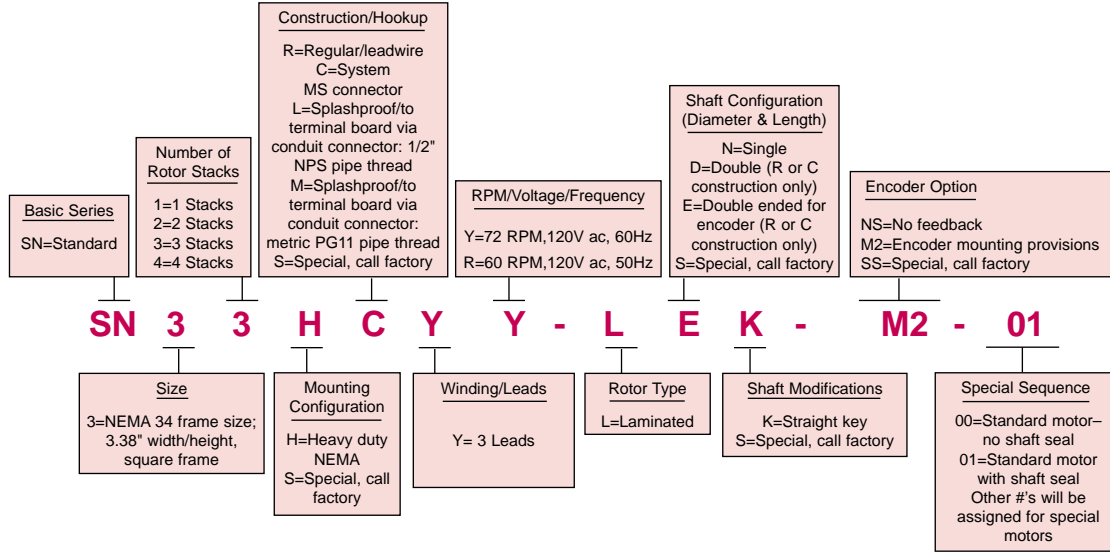 Construction/Hookup
R=Regular/leadwire
C=System
MS connector
L=Splashproof/to
terminal board via
conduit connector: 1/2"
NPS pipe thread
M=Splashproof/to
terminal board via
conduit connector:
metric PG11 pipe thread
S=Special, call factory
Shaft Configuration
(Diameter & Length)
N=Single
D=Double (R or C
construction only)
E=Double ended for
encoder (R or C
construction only)
S=Special, call factory
Number of
Rotor Stacks
1=1 Stacks
2=2 Stacks
3=3 Stacks
4=4 Stacks
RPM/Voltage/Frequency
Y=72 RPM,120V ac, 60Hz
R=60 RPM,120V ac, 50Hz
Encoder Option
NS=No feedback
M2=Encoder mounting provisions
SS=Special, call factory
Basic Series
SN=Standard
SN 3 3 H C Y Y - L E K - M2 - 01
Size
3=NEMA 34 frame size;
3.38" width/height,
square frame
Mounting
Configuration
H=Heavy duty
NEMA
S=Special, call
factory
Winding/Leads
Y= 3 Leads
Rotor Type
L=Laminated
Shaft Modifications
K=Straight key
S=Special, call factory
Special Sequence
00=Standard motor–
no shaft seal
01=Standard motor
with shaft seal
Other #'s will be
assigned for special
motors